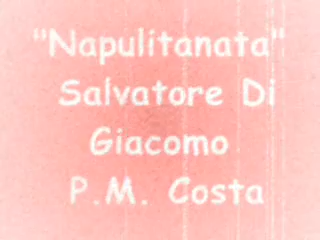 "Napulitanata"
Salvatore Di
Giacomo
P.M. Costa